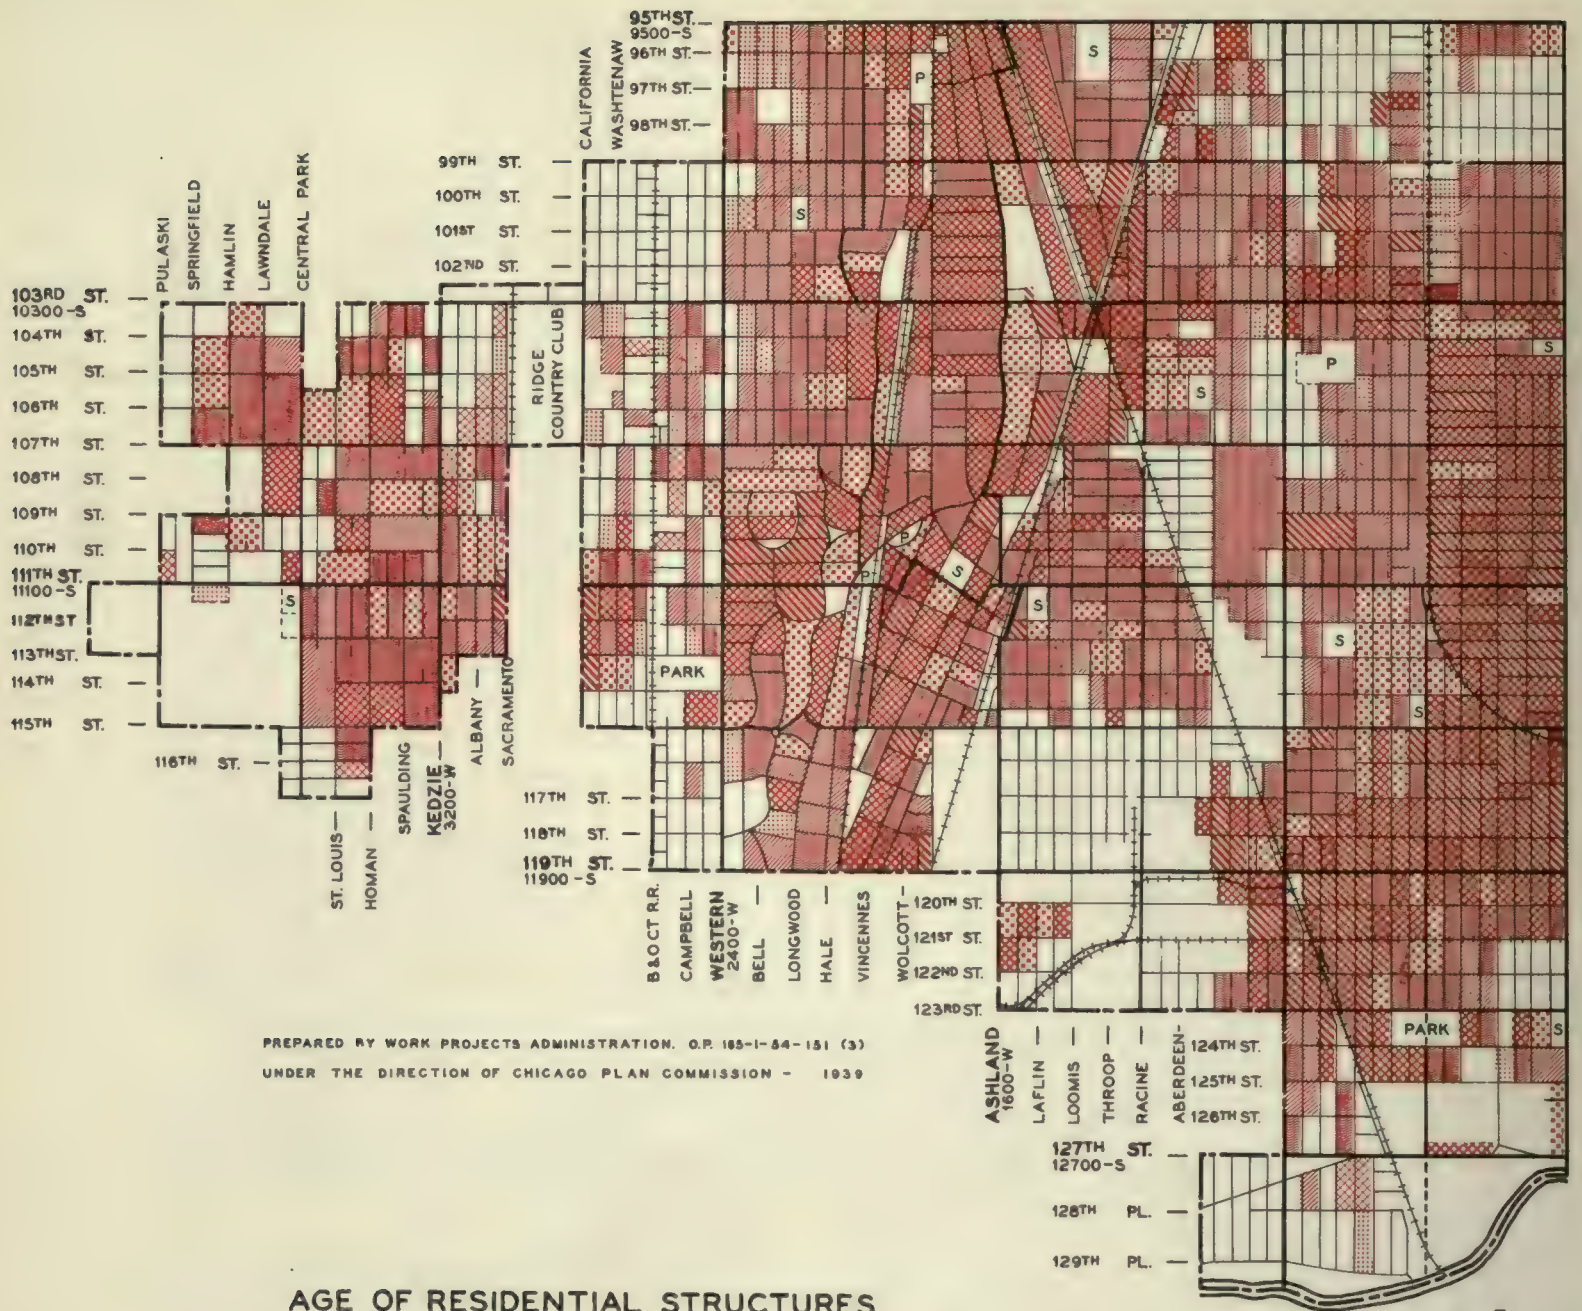 95TH ST.
9500-S
96TH ST.
97TH ST.
98TH ST.
CALIFORNIA
WASHTENAW
99TH ST.
100TH ST.
101ST ST.
102ND ST.
PULASKI
SPRINGFIELD
HAMLIN
LAWNDALE
CENTRAL PARK
103RD ST.
10300-S
104TH ST.
105TH ST.
106TH ST.
107TH ST.
108TH ST.
109TH ST.
110TH ST.
111TH ST.
11100-S
112TH ST
113TH ST.
114TH ST.
115TH ST.
116TH ST.
RIDGE
COUNTRY CLUB
S
P
S
S
P
S
S
P
S
P
S
S
S
PARK
S
ST. LOUIS
HOMAN
SPAULDING
KEDZIE
3200-W
ALBANY
SACRAMENTO
117TH ST.
118TH ST.
119TH ST.
11900-S
B & O C T R.R.
CAMPBELL
WESTERN
2400-W
BELL
LONGWOOD
HALE
VINCENNES
WOLCOTT
120TH ST.
121ST ST.
122ND ST.
123RD ST.
PARK
S
ASHLAND
1600-W
LAFLIN
LOOMIS
THROOP
RACINE
ABERDEEN
124TH ST.
125TH ST.
126TH ST.
127TH ST.
12700-S
128TH PL.
129TH PL.
PREPARED BY WORK PROJECTS ADMINISTRATION. O.P. 165-1-54-151 (3)
UNDER THE DIRECTION OF CHICAGO PLAN COMMISSION - 1939
AGE OF RESIDENTIAL STRUCTURES